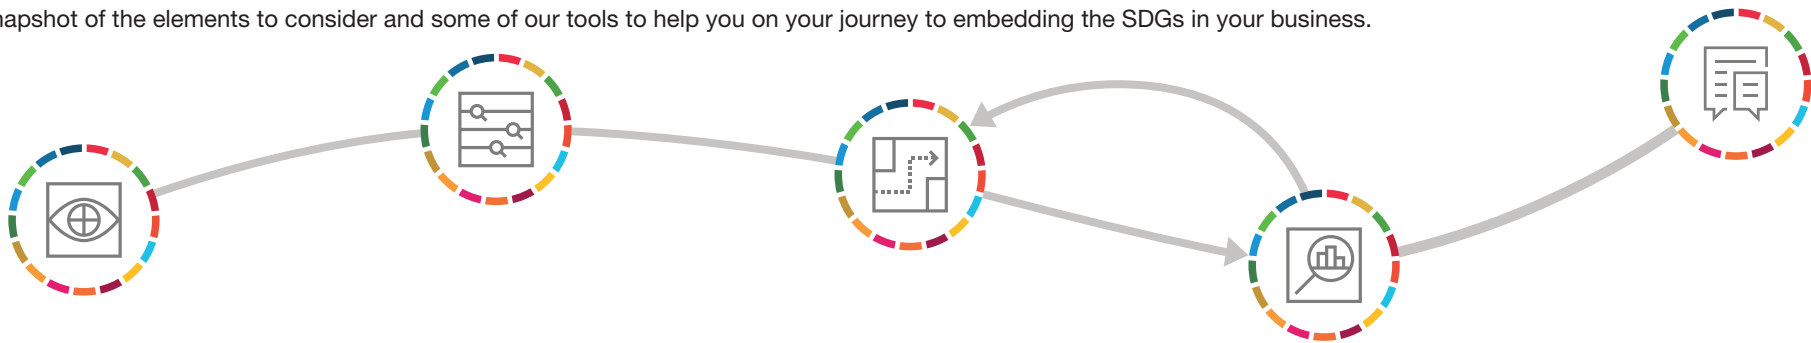 napshot of the elements to consider and some of our tools to help you on your journey to embedding the SDGs in your business.